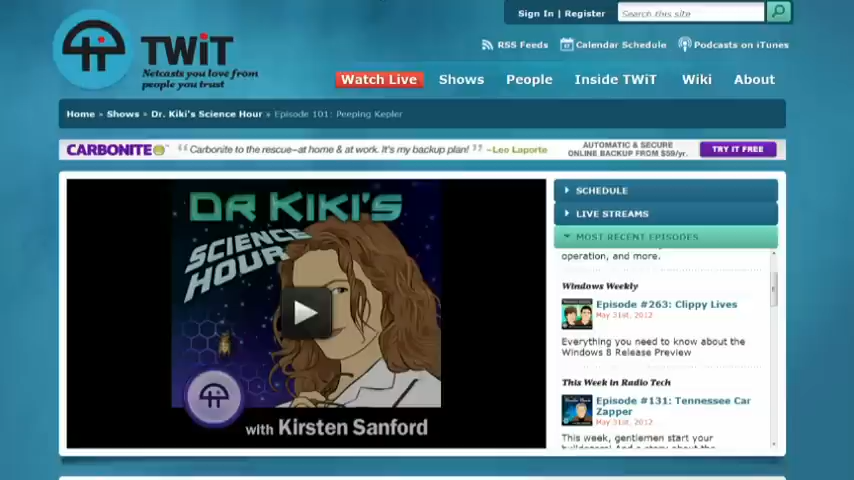 Sign In | Register
Search this site
TWiT
Netcasts you love from
people you trust
RSS Feeds
Calendar Schedule
Podcasts on iTunes
Watch Live
Shows
People
Inside TWiT
Wiki
About
Home » Shows » Dr. Kiki's Science Hour » Episode 101: Peeping Kepler
CARBONITE
“Carbonite to the rescue—at home & at work. It's my backup plan!” –Leo Laporte
AUTOMATIC & SECURE
ONLINE BACKUP FROM $59/yr.
TRY IT FREE
DR KIKI'S
SCIENCE
HOUR
with Kirsten Sanford
SCHEDULE
LIVE STREAMS
MOST RECENT EPISODES
operation, and more.
Windows Weekly
Episode #263: Clippy Lives
May 31st, 2012
Everything you need to know about the
Windows 8 Release Preview
This Week in Radio Tech
Episode #131: Tennessee Car
Zapper
May 31st, 2012
This week, gentlemen start your